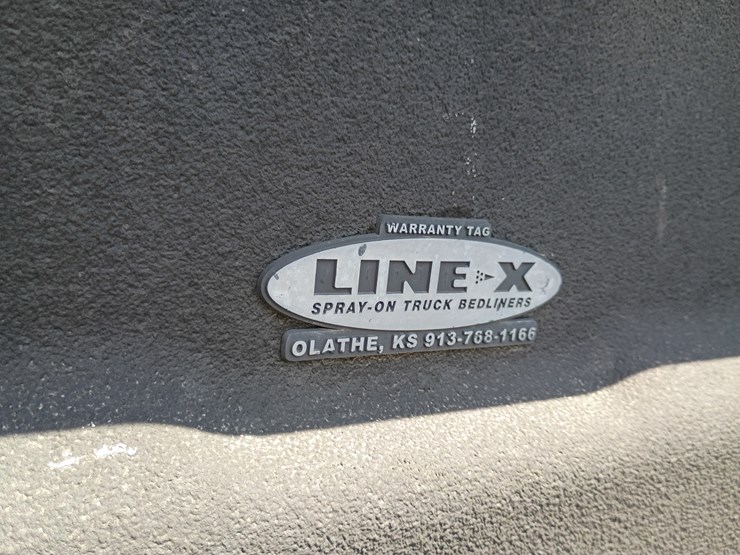 WARRANTY TAG
LINE-X
SPRAY-ON TRUCK BEDLINERS
OLATHE, KS 913-768-1166